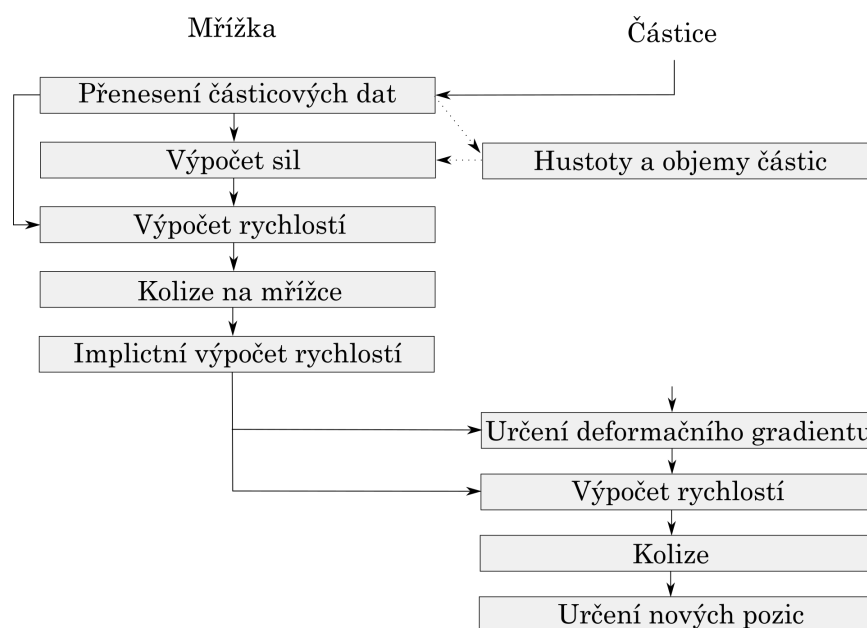 Mřížka
Částice
Přenesení částicových dat
Výpočet sil
Hustoty a objemy částic
Výpočet rychlostí
Kolize na mřížce
Implictní výpočet rychlostí
Určení deformačního gradientu
Výpočet rychlostí
Kolize
Určení nových pozic